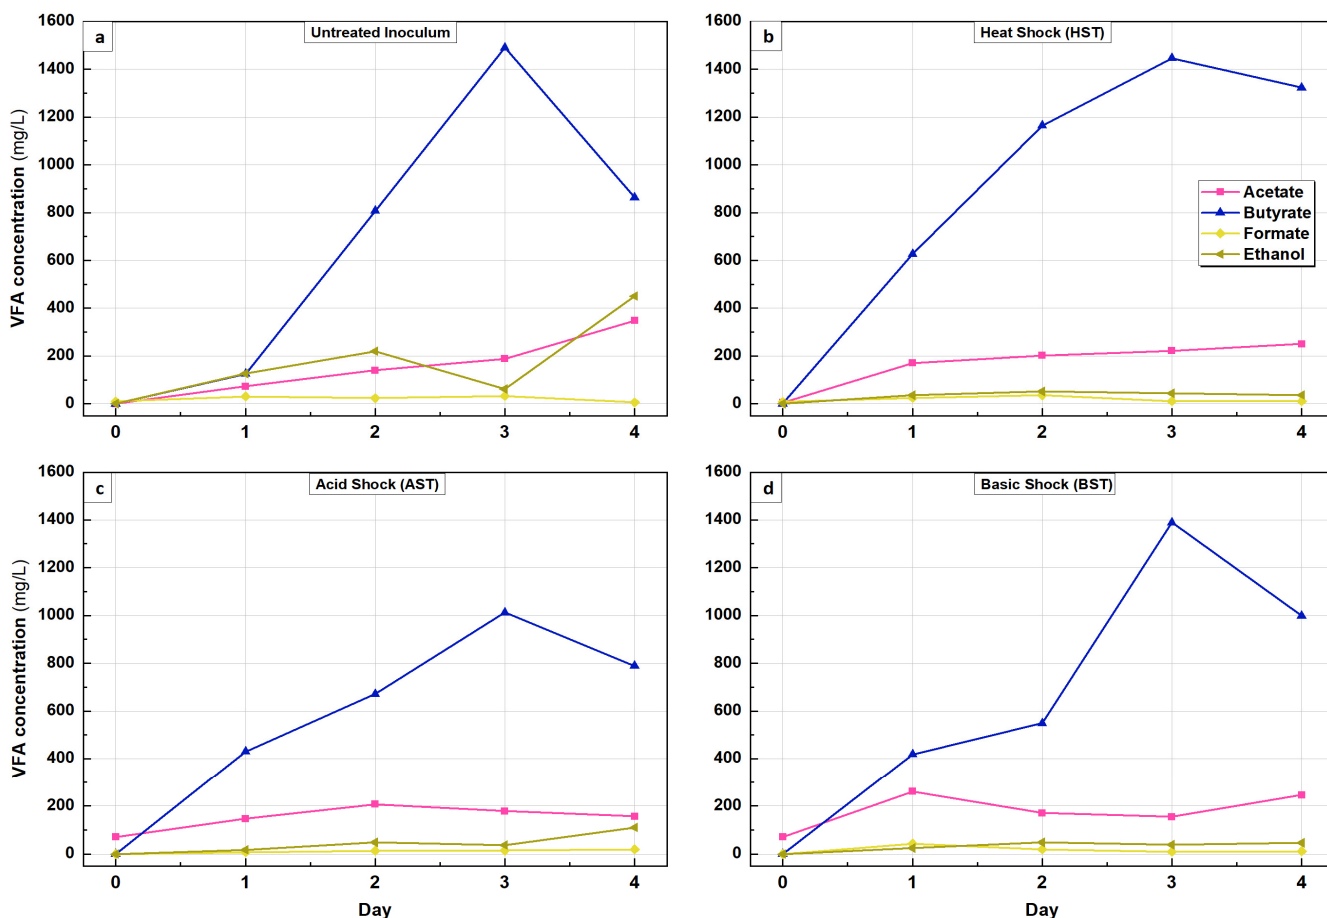 a
Untreated Inoculum
VFA concentration (mg/L)
1600
1400
1200
1000
800
600
400
200
0
0 1 2 3 4
b
Heat Shock (HST)
1600
1400
1200
1000
800
600
400
200
0
Acetate
Butyrate
Formate
Ethanol
0 1 2 3 4
c
Acid Shock (AST)
VFA concentration (mg/L)
1600
1400
1200
1000
800
600
400
200
0
0 1 2 3 4
Day
d
Basic Shock (BST)
1600
1400
1200
1000
800
600
400
200
0
0 1 2 3 4
Day